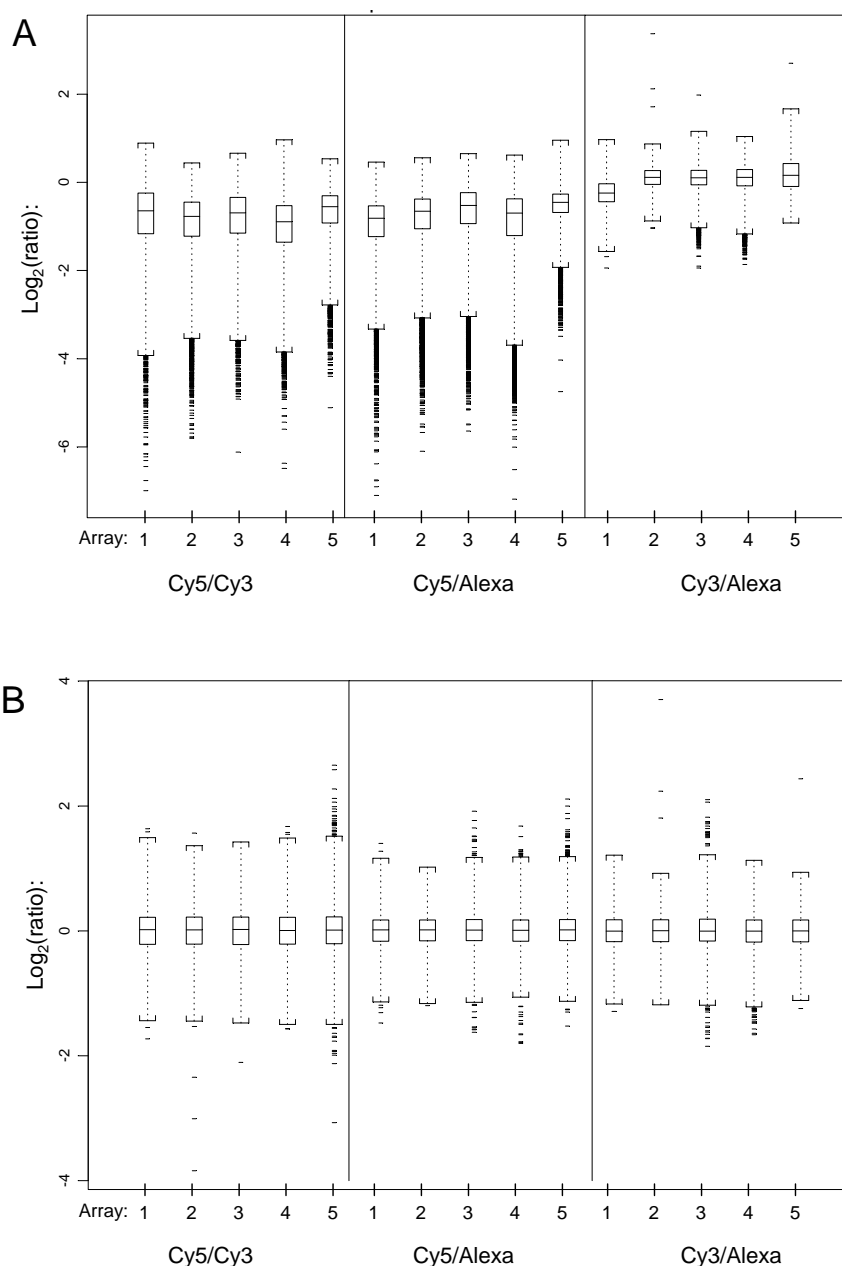 A
Log2(ratio):
2
0
-2
-4
-6
Array: 1 2 3 4 5 1 2 3 4 5 1 2 3 4 5
Cy5/Cy3 Cy5/Alexa Cy3/Alexa
B
Log2(ratio):
4
2
0
-2
-4
Array: 1 2 3 4 5 1 2 3 4 5 1 2 3 4 5
Cy5/Cy3 Cy5/Alexa Cy3/Alexa